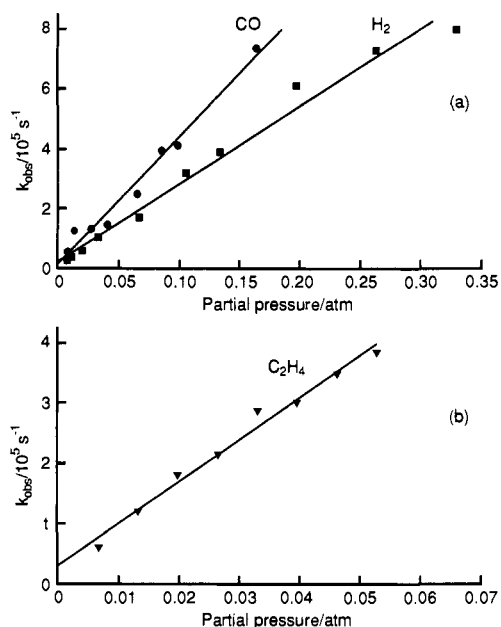 CO
H2
8
6
4
2
0
kobs/10^5 s^-1
(a)
0
0.05
0.10
0.15
0.20
0.25
0.30
0.35
Partial pressure/atm
C2H4
4
3
2
1
0
kobs/10^5 s^-1
(b)
0
0.01
0.02
0.03
0.04
0.05
0.06
0.07
Partial pressure/atm